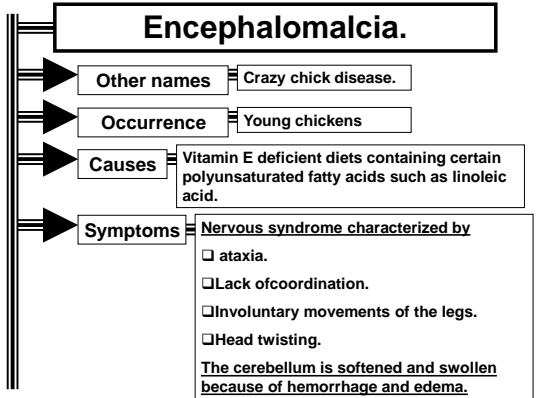 Encephalomalcia.
Other names
Crazy chick disease.
Occurrence
Young chickens
Causes
Vitamin E deficient diets containing certain
polyunsaturated fatty acids such as linoleic
acid.
Symptoms
Nervous syndrome characterized by
❑ ataxia.
❑Lack ofcoordination.
❑Involuntary movements of the legs.
❑Head twisting.
The cerebellum is softened and swollen
because of hemorrhage and edema.